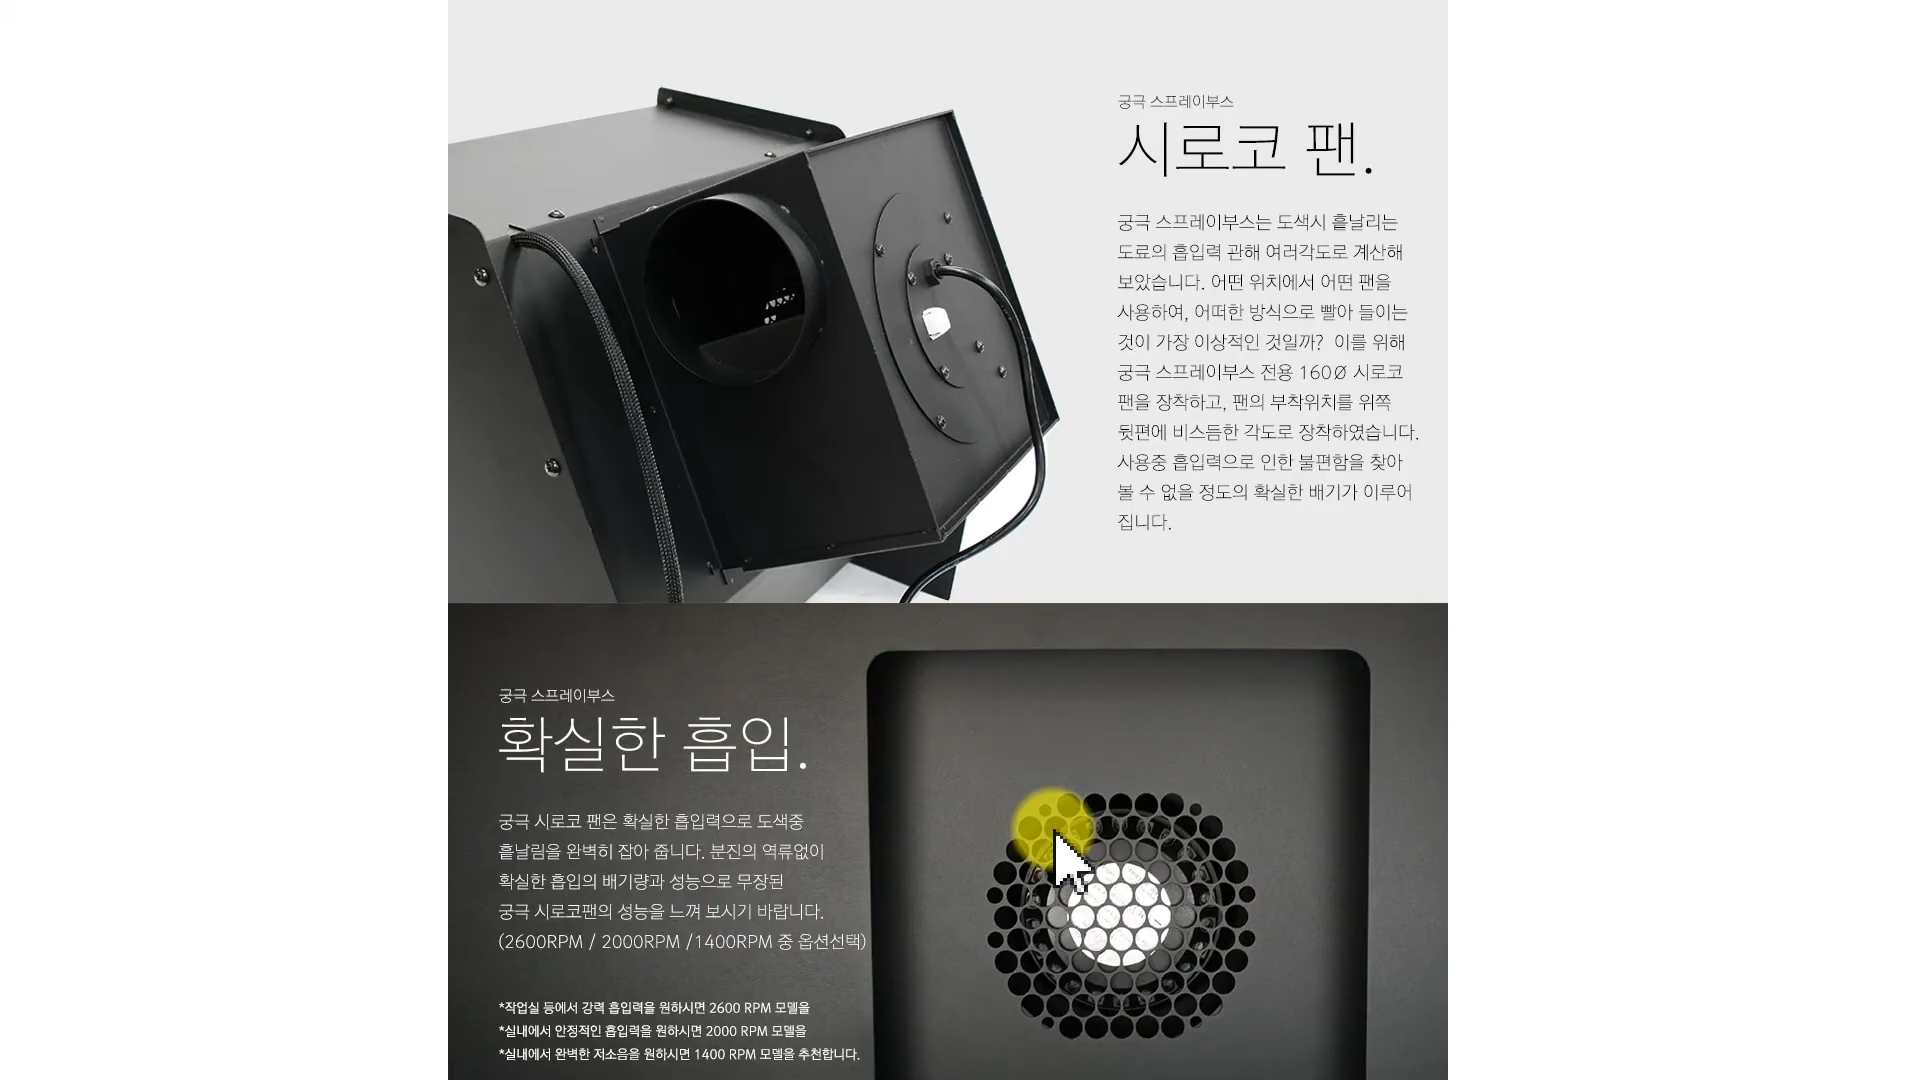 궁극 스프레이부스
시로코 팬.
궁극 스프레이부스는 도색시 흩날리는
도료의 흡입력 관해 여러각도로 계산해
보았습니다. 어떤 위치에서 어떤 팬을
사용하여, 어떠한 방식으로 빨아 들이는
것이 가장 이상적인 것일까? 이를 위해
궁극 스프레이부스 전용 160Ø 시로코
팬을 장착하고, 팬의 부착위치를 위쪽
뒷편에 비스듬한 각도로 장착하였습니다.
사용중 흡입력으로 인한 불편함을 찾아
볼 수 없을 정도의 확실한 배기가 이루어
집니다.
궁극 스프레이부스
확실한 흡입.
궁극 시로코 팬은 확실한 흡입력으로 도색중
흩날림을 완벽히 잡아 줍니다. 분진의 역류없이
확실한 흡입의 배기량과 성능으로 무장된
궁극 시로코팬의 성능을 느껴 보시기 바랍니다.
(2600RPM / 2000RPM /1400RPM 중 옵션선택)
*작업실 등에서 강력 흡입력을 원하시면 2600 RPM 모델을
*실내에서 안정적인 흡입력을 원하시면 2000 RPM 모델을
*실내에서 완벽한 저소음을 원하시면 1400 RPM 모델을 추천합니다.